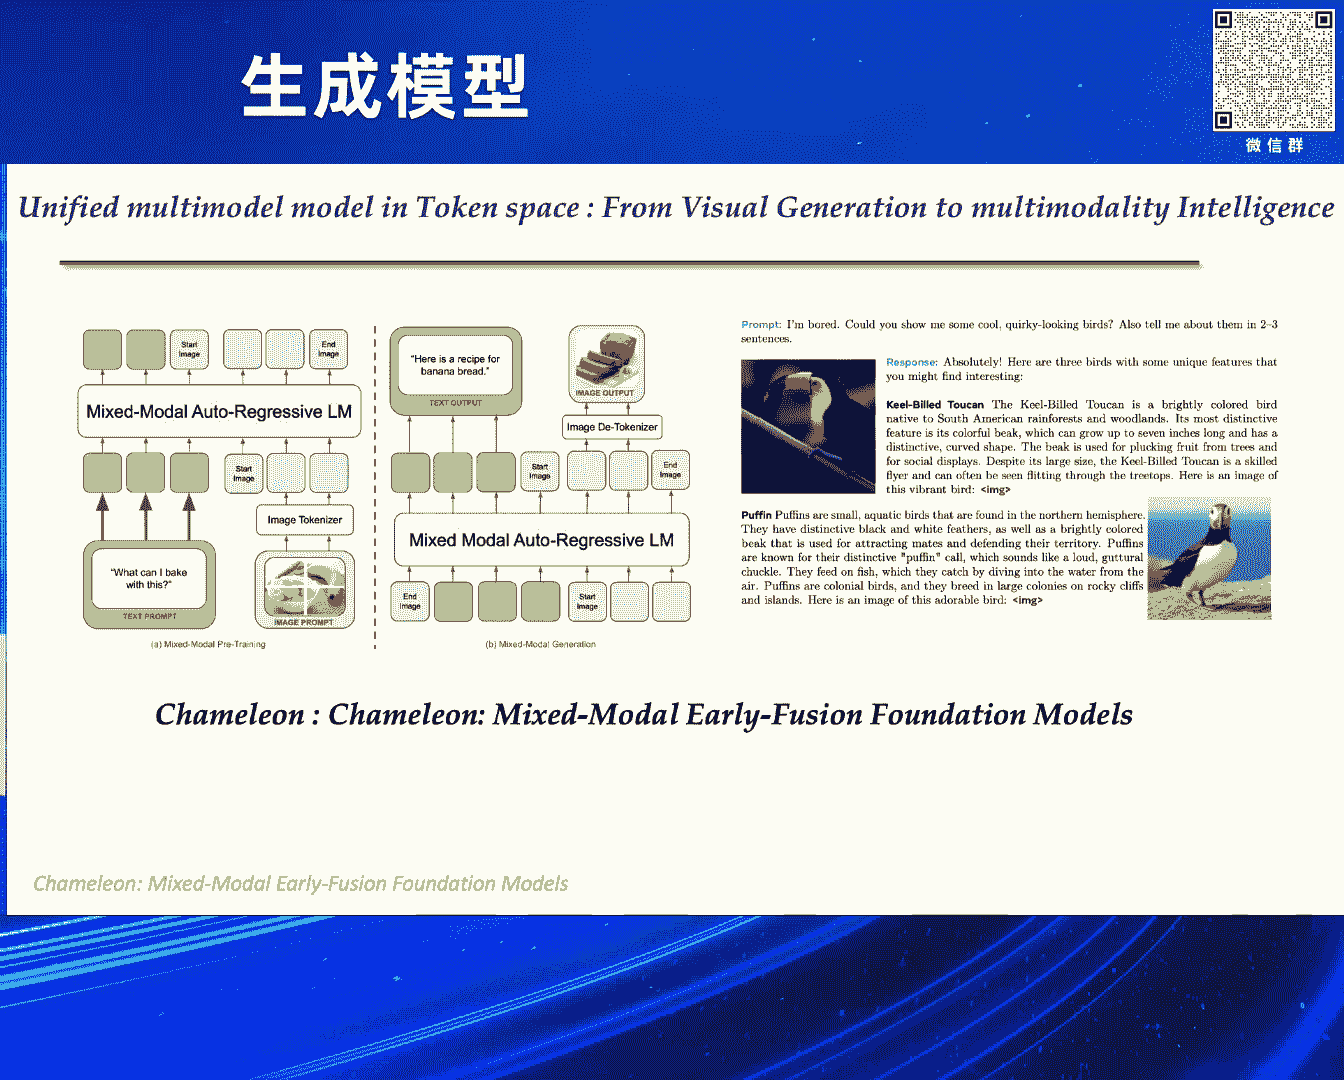 生成模型
微信群
Unified multimodel model in Token space : From Visual Generation to multimodality Intelligence
Start Image
End Image
Mixed-Modal Auto-Regressive LM
Start Image
Image Tokenizer
"What can I bake
with this?"
TEXT PROMPT
IMAGE PROMPT
(a) Mixed-Modal Pre-Training
"Here is a recipe for
banana bread."
TEXT OUTPUT
IMAGE OUTPUT
Image De-Tokenizer
Start Image
End Image
Mixed Modal Auto-Regressive LM
End Image
Start Image
(b) Mixed-Modal Generation
Prompt: I'm bored. Could you show me some cool, quirky-looking birds? Also tell me about them in 2–3
sentences.
Response: Absolutely! Here are three birds with some unique features that
you might find interesting:
Keel-Billed Toucan The Keel-Billed Toucan is a brightly colored bird
native to South American rainforests and woodlands. Its most distinctive
feature is its colorful beak, which can grow up to seven inches long and has a
distinctive, curved shape. The beak is used for plucking fruit from trees and
for social displays. Despite its large size, the Keel-Billed Toucan is a skilled
flyer and can often be seen flitting through the treetops. Here is an image of
this vibrant bird: <img>
Puffin Puffins are small, aquatic birds that are found in the northern hemisphere.
They have distinctive black and white feathers, as well as a brightly colored
beak that is used for attracting mates and defending their territory. Puffins
are known for their distinctive "puffin" call, which sounds like a loud, guttural
chuckle. They feed on fish, which they catch by diving into the water from the
air. Puffins are colonial birds, and they breed in large colonies on rocky cliffs
and islands. Here is an image of this adorable bird: <img>
Chameleon : Chameleon: Mixed-Modal Early-Fusion Foundation Models
Chameleon: Mixed-Modal Early-Fusion Foundation Models